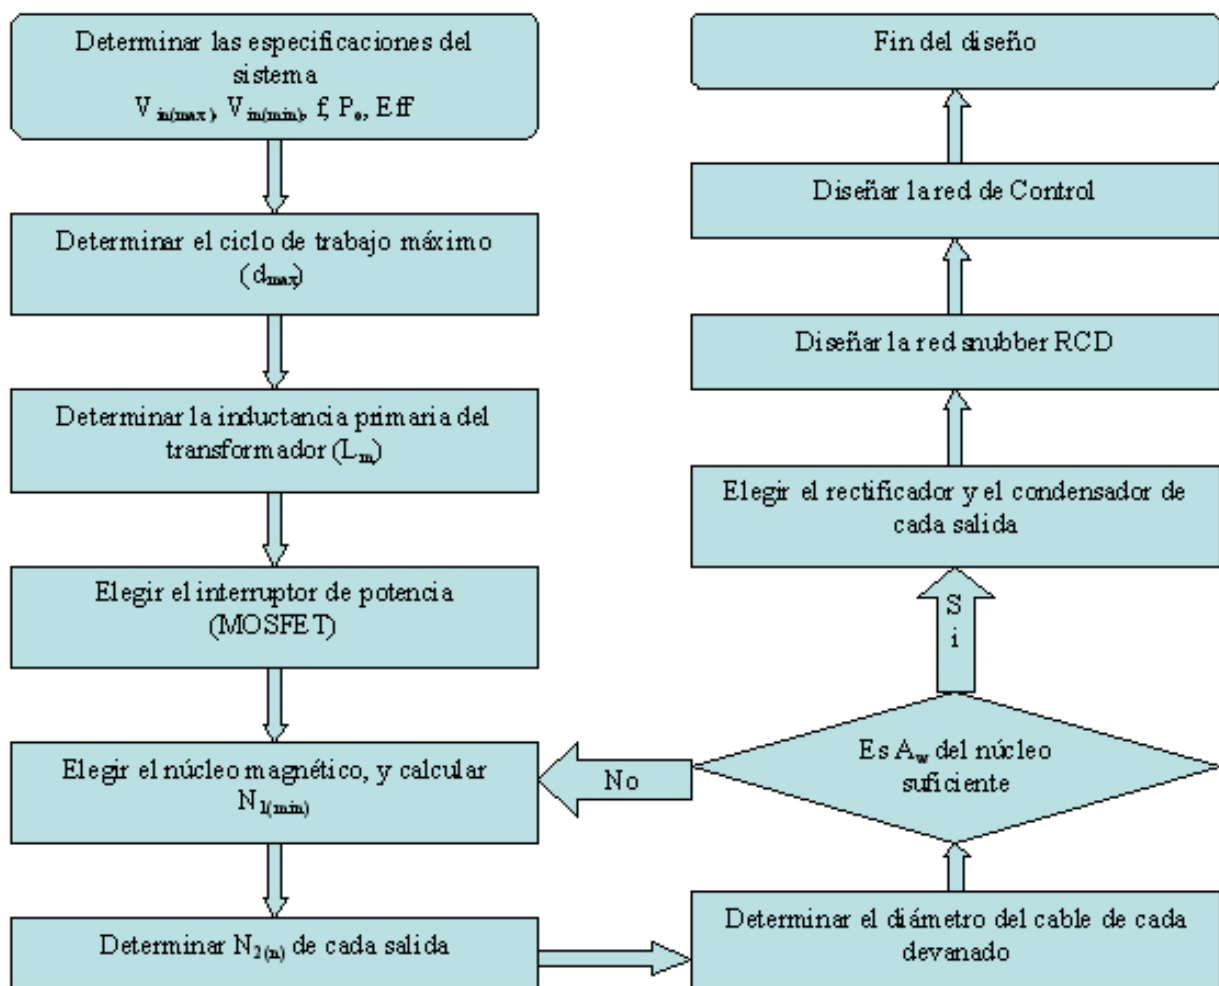 Determinar las especificaciones del
sistema
V in(max), V in(min), f, Po, Eff
Determinar el ciclo de trabajo máximo
(dmax)
Determinar la inductancia primaria del
transformador (Lm)
Elegir el interruptor de potencia
(MOSFET)
Elegir el núcleo magnético, y calcular
N1(min)
Determinar N2(n) de cada salida
Determinar el diámetro del cable de cada
devanado
Es Aw del núcleo
suficiente
No
S
i
Elegir el rectificador y el condensador de
cada salida
Diseñar la red snubber RCD
Diseñar la red de Control
Fin del diseño